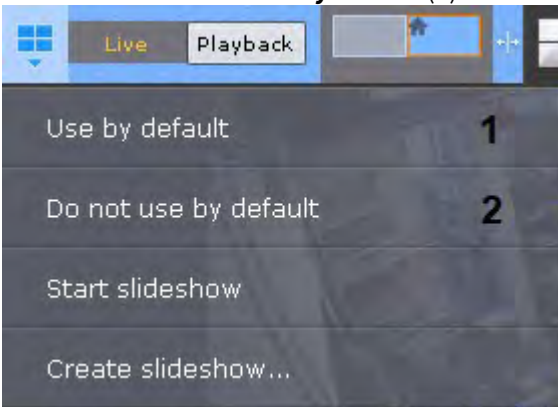 Live Playback
Use by default 1
Do not use by default 2
Start slideshow
Create slideshow...